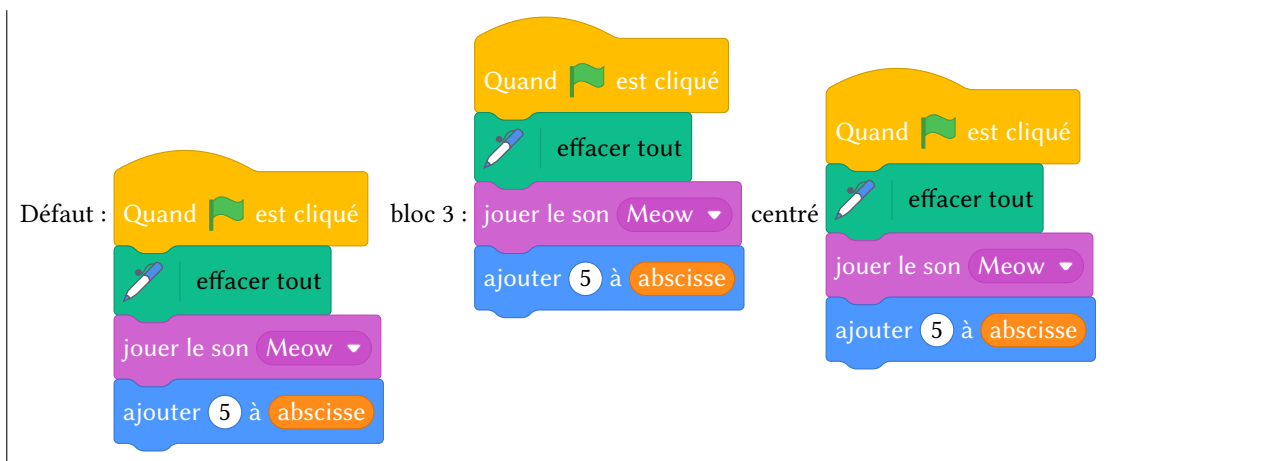 Défaut :
Quand est cliqué
effacer tout
jouer le son Meow
ajouter 5 à abscisse
bloc 3 :
Quand est cliqué
effacer tout
jouer le son Meow
ajouter 5 à abscisse
centré
Quand est cliqué
effacer tout
jouer le son Meow
ajouter 5 à abscisse